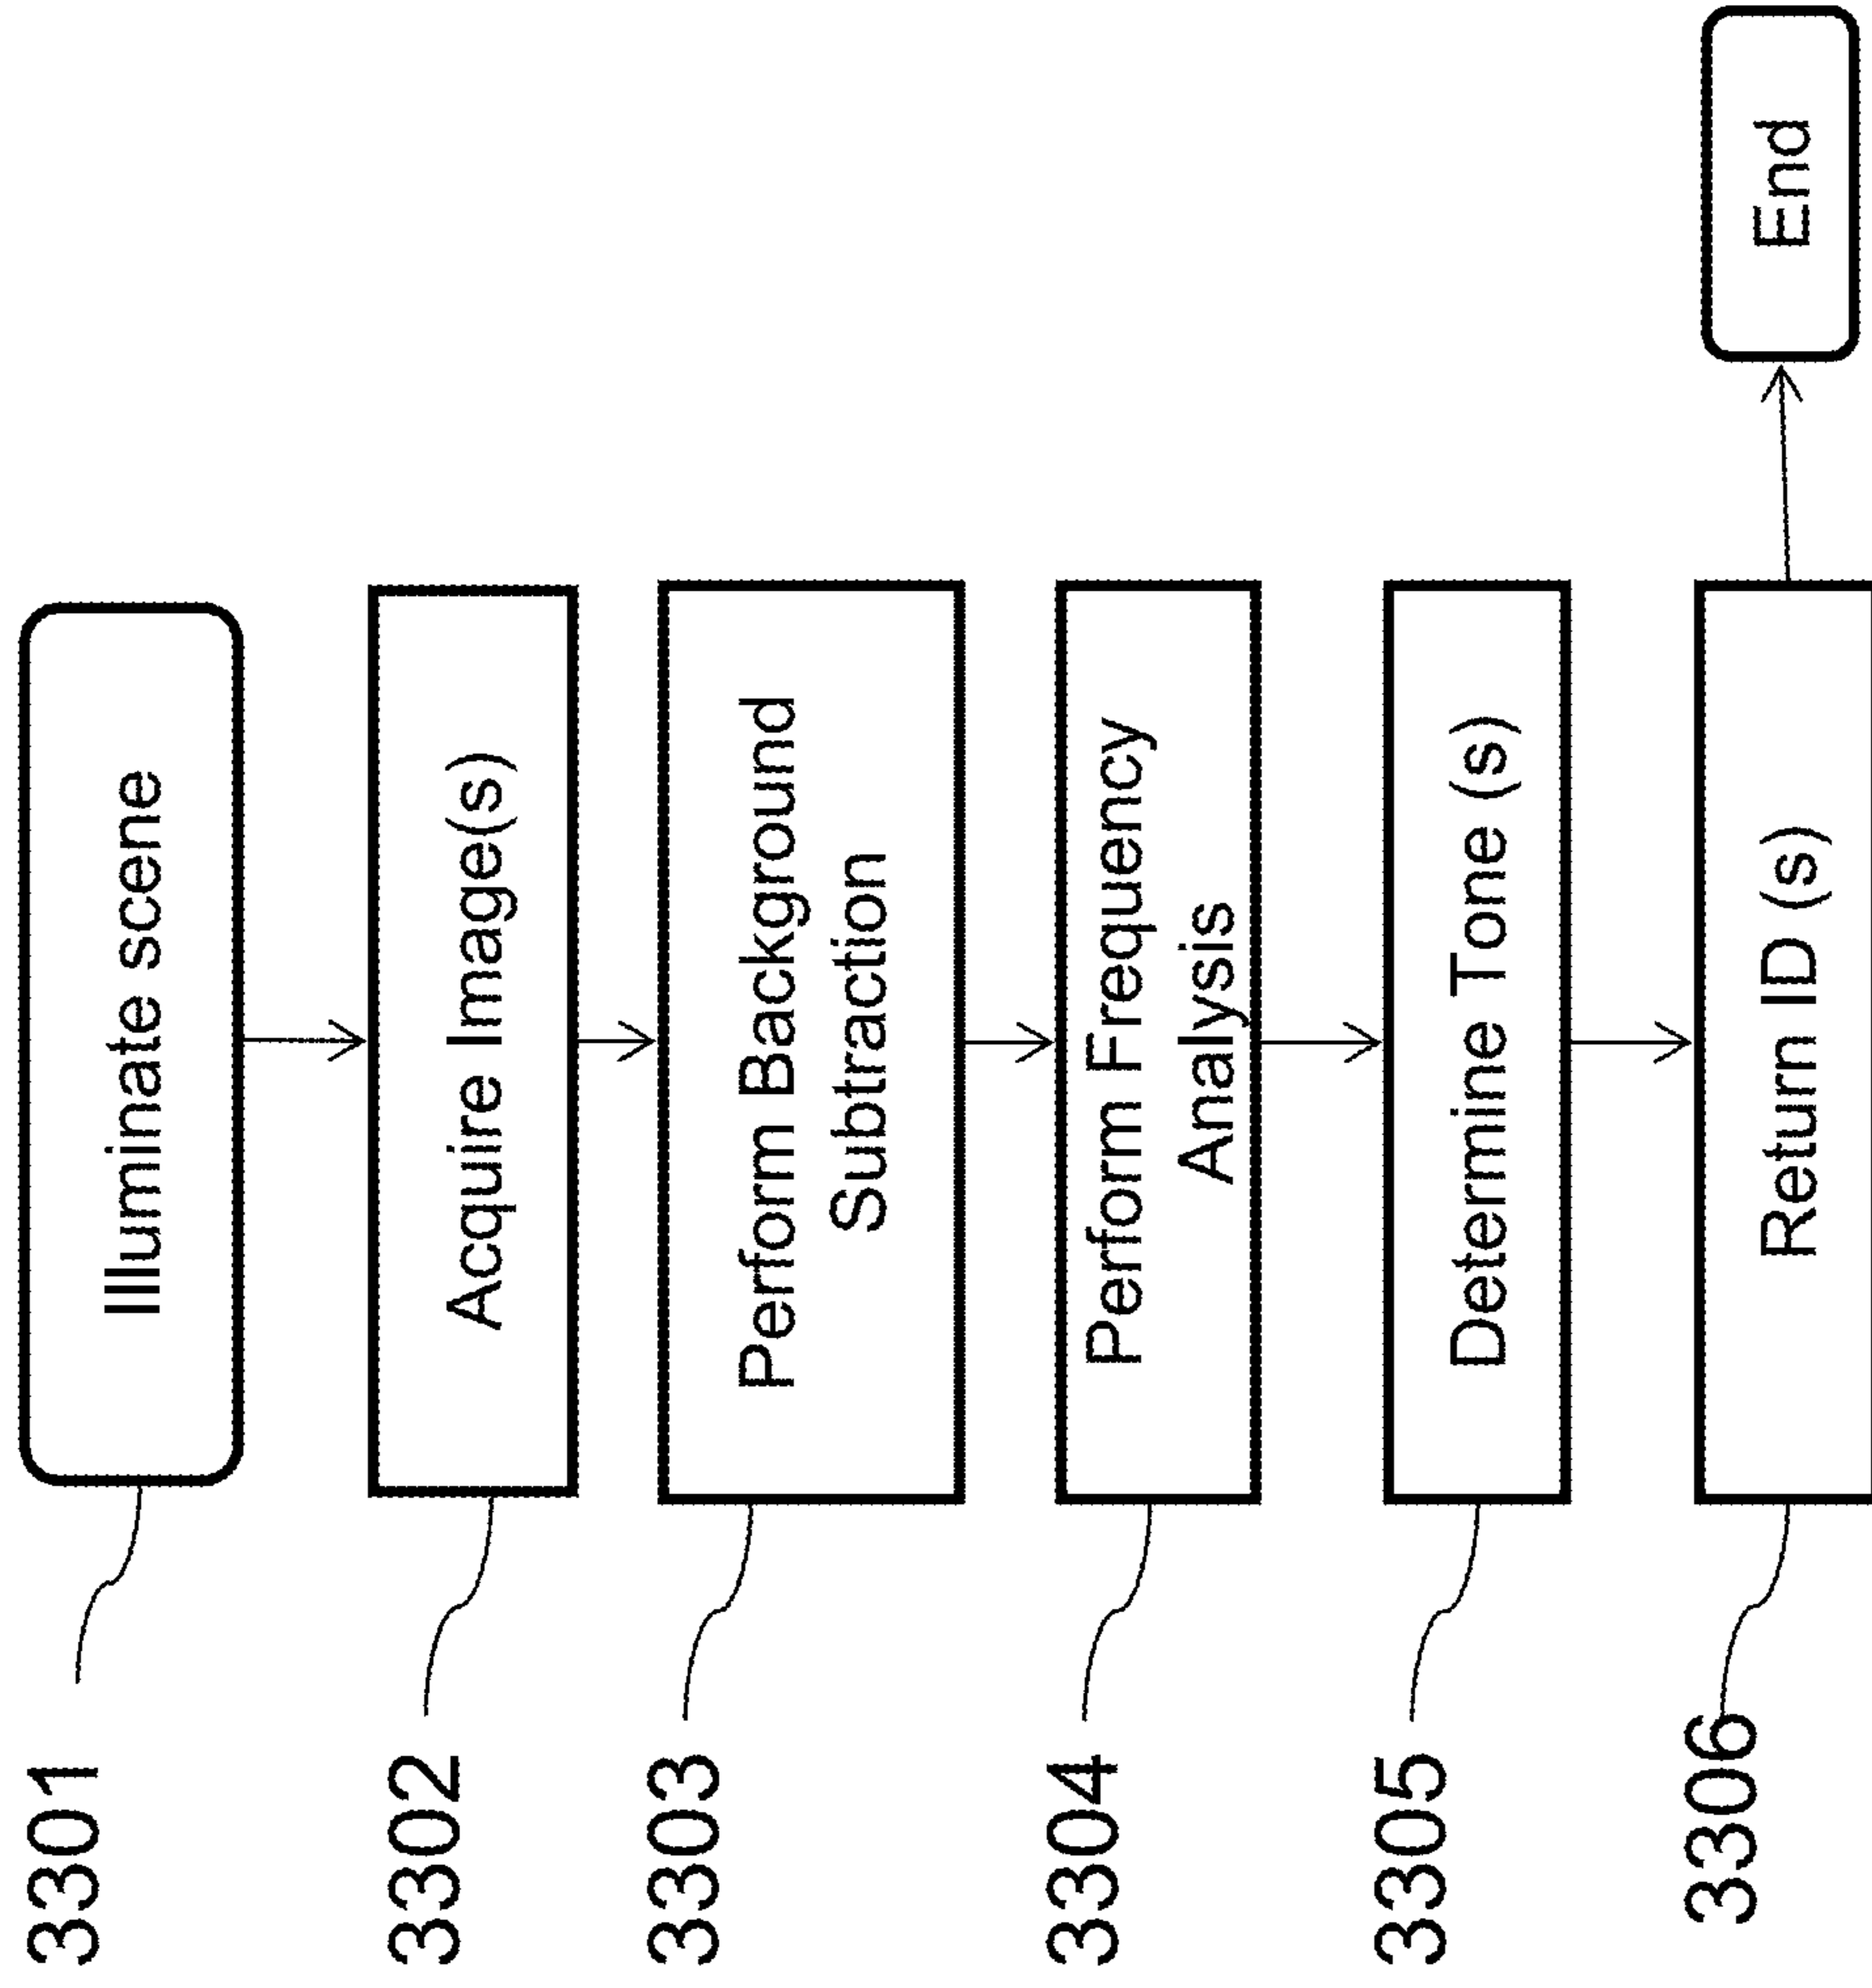 3301
Illuminate scene
3302
Acquire Image(s)
3303
Perform Background
Subtraction
3304
Perform Frequency
Analysis
3305
Determine Tone (s)
3306
Return ID (s)
End